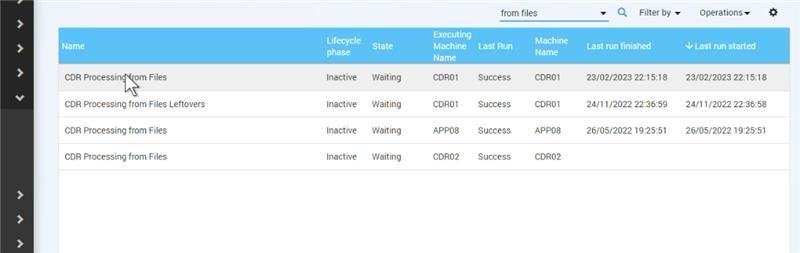 from files Filter by Operations
Name Lifecycle phase State Executing Machine Name Last Run Machine Name Last run finished Last run started
CDR Processing from Files Inactive Waiting CDR01 Success CDR01 23/02/2023 22:15:18 23/02/2023 22:15:18
CDR Processing from Files Leftovers Inactive Waiting CDR01 Success CDR01 24/11/2022 22:36:59 24/11/2022 22:36:58
CDR Processing from Files Inactive Waiting APP08 Success APP08 26/05/2022 19:25:51 26/05/2022 19:25:51
CDR Processing from Files Inactive Waiting CDR02 Success CDR02